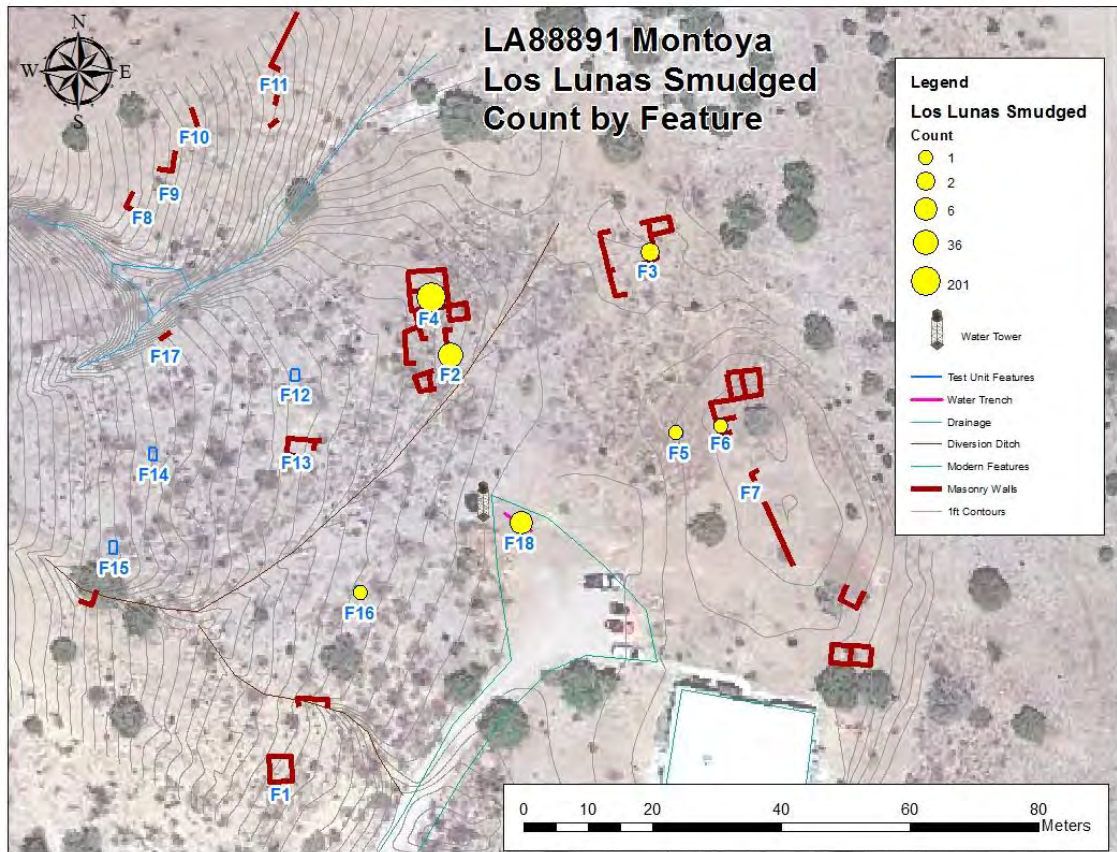 LA88891 Montoya
Los Lunas Smudged
Count by Feature
N
W E
S
F11
F10
F9
F8
F17
F4
F2
F3
F12
F13
F14
F15
F5
F6
F7
F18
F16
F1
Legend
Los Lunas Smudged
Count
1
2
6
36
201
Water Tower
Test Unit Features
Water Trench
Drainage
Diversion Ditch
Modern Features
Masonry Walls
1ft Contours
0 10 20 40 60 80
Meters